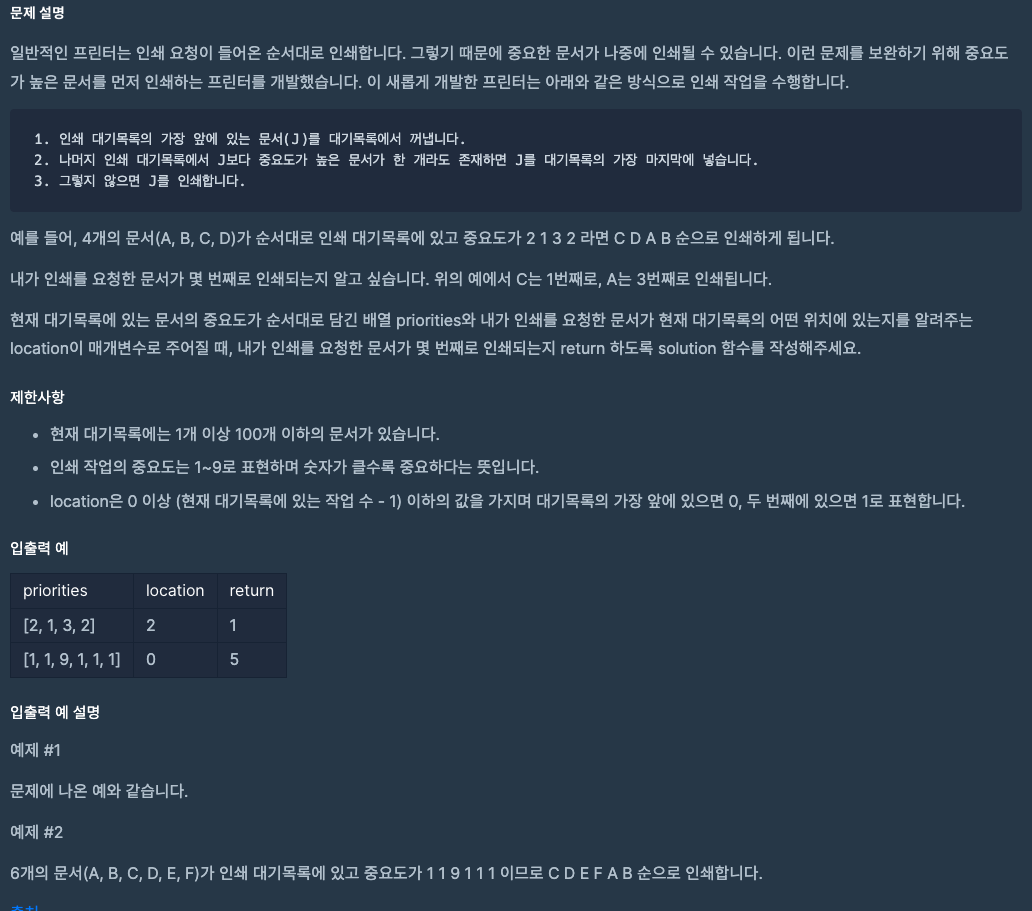 문제 설명
일반적인 프린터는 인쇄 요청이 들어온 순서대로 인쇄합니다. 그렇기 때문에 중요한 문서가 나중에 인쇄될 수 있습니다. 이런 문제를 보완하기 위해 중요도
가 높은 문서를 먼저 인쇄하는 프린터를 개발했습니다. 이 새롭게 개발한 프린터는 아래와 같은 방식으로 인쇄 작업을 수행합니다.
1. 인쇄 대기목록의 가장 앞에 있는 문서(J)를 대기목록에서 꺼냅니다.
2. 나머지 인쇄 대기목록에서 J보다 중요도가 높은 문서가 한 개라도 존재하면 J를 대기목록의 가장 마지막에 넣습니다.
3. 그렇지 않으면 J를 인쇄합니다.
예를 들어, 4개의 문서(A, B, C, D)가 순서대로 인쇄 대기목록에 있고 중요도가 2 1 3 2 라면 C D A B 순으로 인쇄하게 됩니다.
내가 인쇄를 요청한 문서가 몇 번째로 인쇄되는지 알고 싶습니다. 위의 예에서 C는 1번째로, A는 3번째로 인쇄됩니다.
현재 대기목록에 있는 문서의 중요도가 순서대로 담긴 배열 priorities와 내가 인쇄를 요청한 문서가 현재 대기목록의 어떤 위치에 있는지를 알려주는
location이 매개변수로 주어질 때, 내가 인쇄를 요청한 문서가 몇 번째로 인쇄되는지 return 하도록 solution 함수를 작성해주세요.
제한사항
• 현재 대기목록에는 1개 이상 100개 이하의 문서가 있습니다.
• 인쇄 작업의 중요도는 1~9로 표현하며 숫자가 클수록 중요하다는 뜻입니다.
• location은 0 이상 (현재 대기목록에 있는 작업 수 - 1) 이하의 값을 가지며 대기목록의 가장 앞에 있으면 0, 두 번째에 있으면 1로 표현합니다.
입출력 예
priorities location return
[2, 1, 3, 2] 2 1
[1, 1, 9, 1, 1, 1] 0 5
입출력 예 설명
예제 #1
문제에 나온 예와 같습니다.
예제 #2
6개의 문서(A, B, C, D, E, F)가 인쇄 대기목록에 있고 중요도가 1 1 9 1 1 1 이므로 C D E F A B 순으로 인쇄합니다.